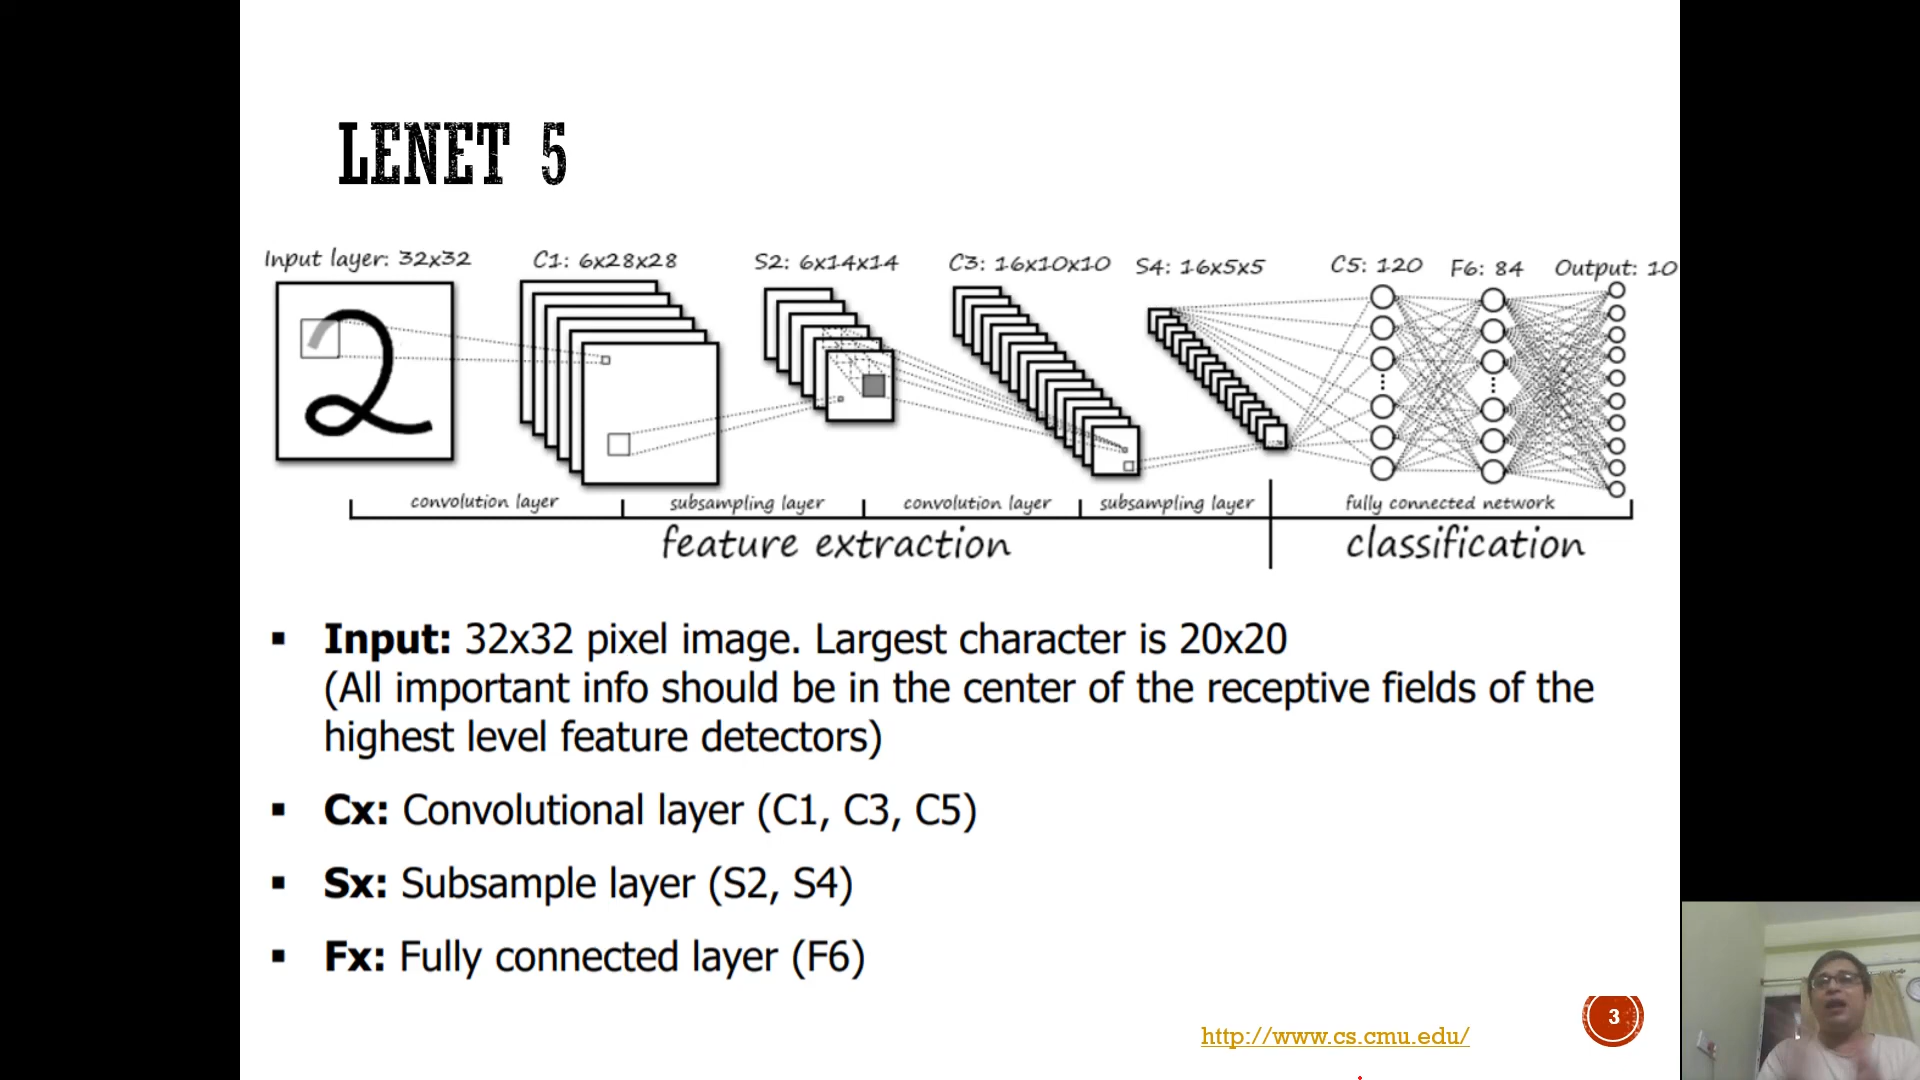 LENET 5
Input layer: 32x32 C1: 6x28x28 S2: 6x14x14 C3: 16x10x10 S4: 16x5x5 C5: 120 F6: 84 Output: 10
convolution layer subsampling layer convolution layer subsampling layer fully connected network
feature extraction classification
▪ Input: 32x32 pixel image. Largest character is 20x20
(All important info should be in the center of the receptive fields of the
highest level feature detectors)
▪ Cx: Convolutional layer (C1, C3, C5)
▪ Sx: Subsample layer (S2, S4)
▪ Fx: Fully connected layer (F6)
http://www.cs.cmu.edu/
3